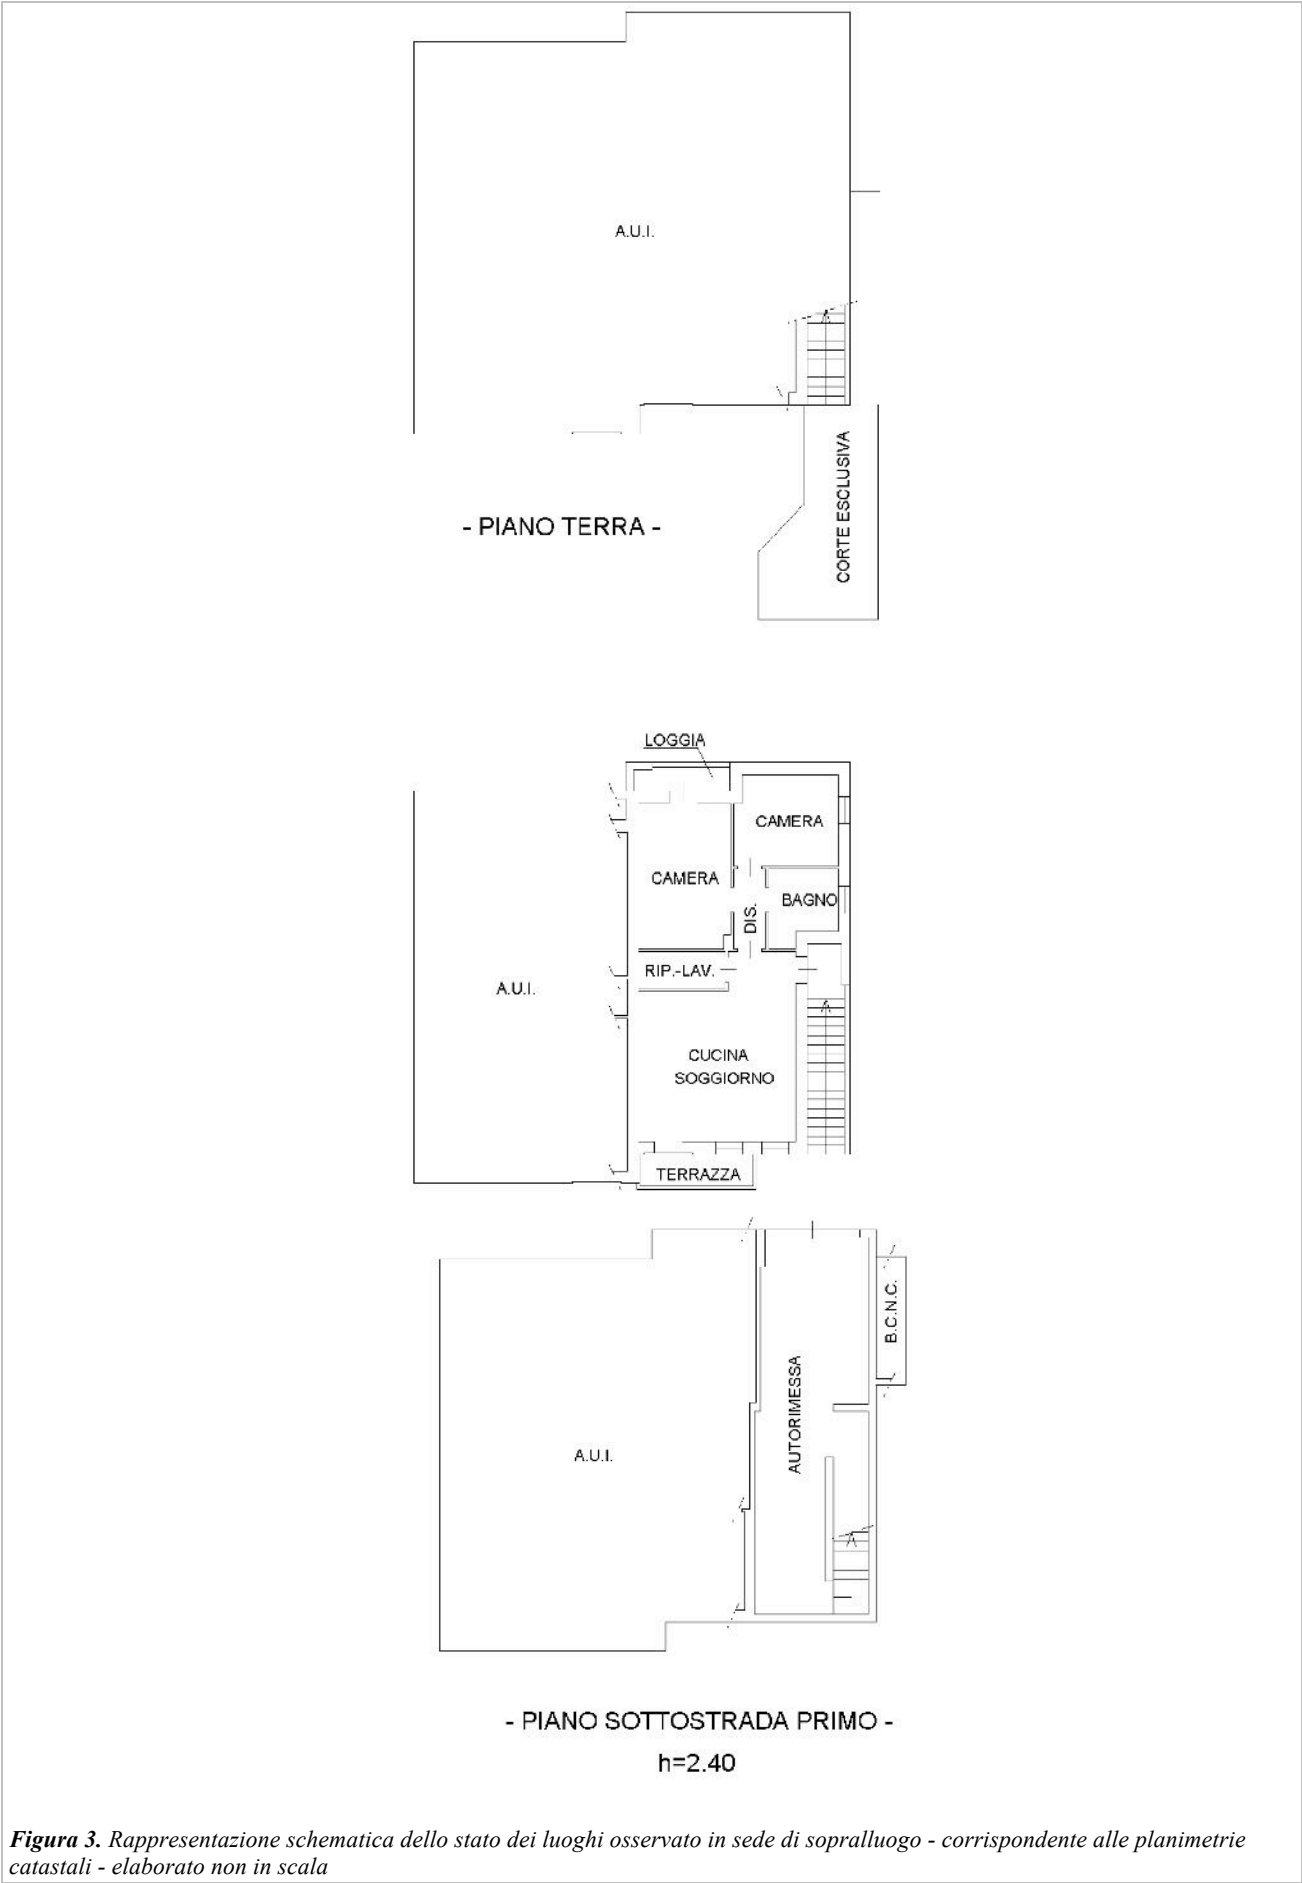 A.U.I.
CORTE ESCLUSIVA
- PIANO TERRA -
LOGGIA
CAMERA
CAMERA
BAGNO
DIS.
RIP.-LAV.
A.U.I.
CUCINA
SOGGIORNO
TERRAZZA
B.C.N.C.
AUTORIMESSA
A.U.I.
- PIANO SOTTOSTRADA PRIMO -
h=2.40
Figura 3. Rappresentazione schematica dello stato dei luoghi osservato in sede di sopralluogo - corrispondente alle planimetrie
catastali - elaborato non in scala